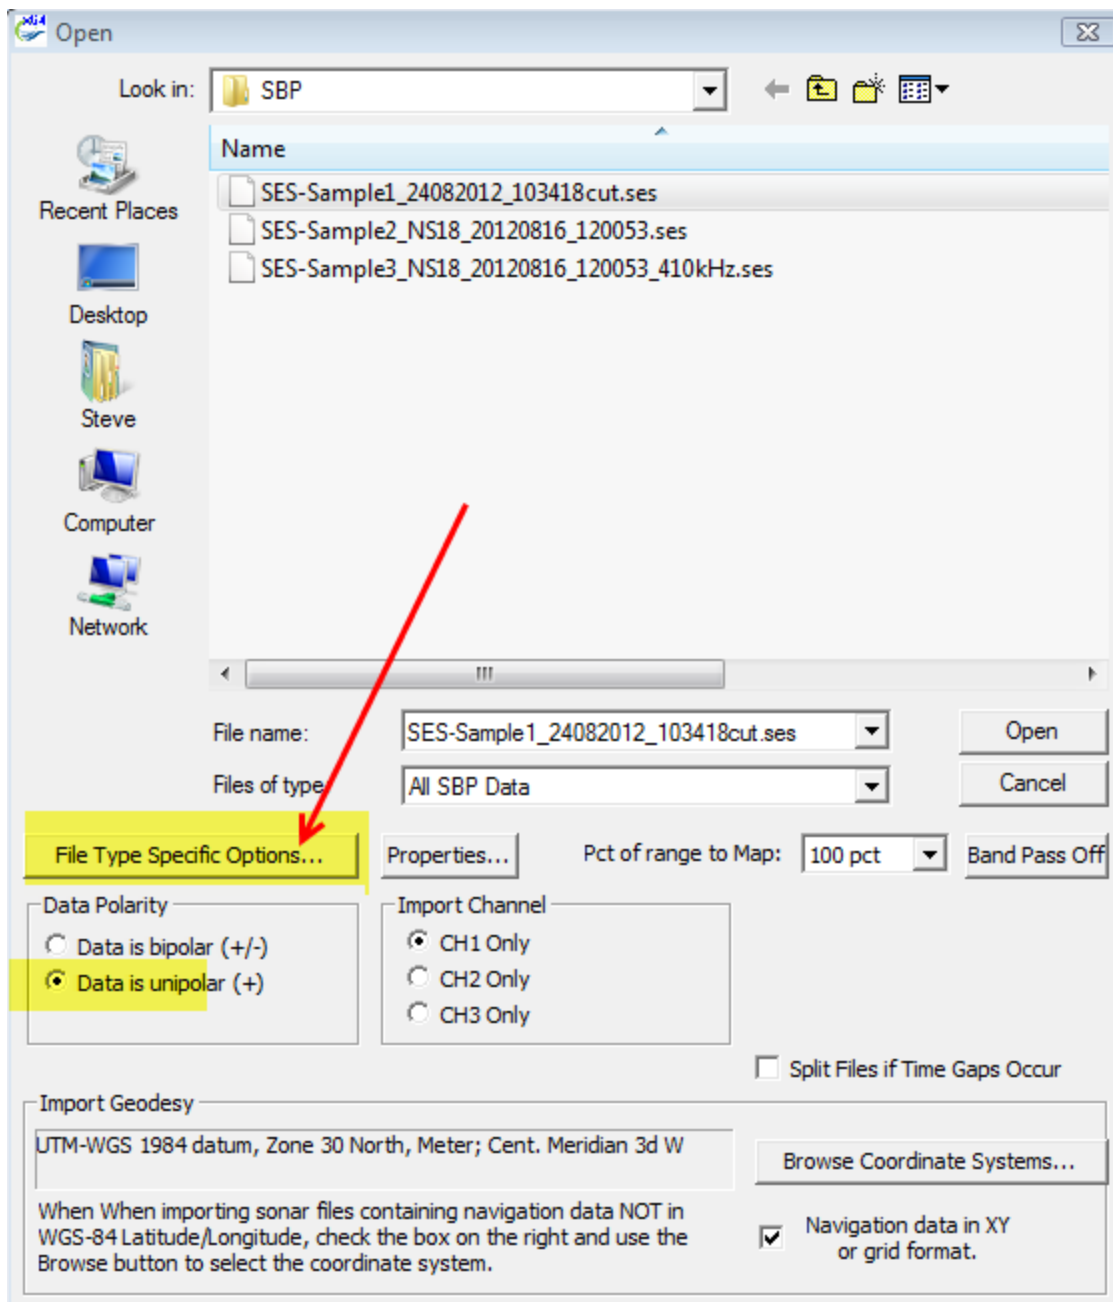 Open
Look in: SBP
Name
Recent Places
SES-Sample1_24082012_103418cut.ses
SES-Sample2_NS18_20120816_120053.ses
SES-Sample3_NS18_20120816_120053_410kHz.ses
Desktop
Steve
Computer
Network
File name: SES-Sample1_24082012_103418cut.ses Open
Files of type: All SBP Data Cancel
File Type Specific Options... Properties... Pct of range to Map: 100 pct Band Pass Off
Data Polarity
Data is bipolar (+/-)
Data is unipolar (+)
Import Channel
CH1 Only
CH2 Only
CH3 Only
Split Files if Time Gaps Occur
Import Geodesy
UTM-WGS 1984 datum, Zone 30 North, Meter; Cent. Meridian 3d W
Browse Coordinate Systems...
When When importing sonar files containing navigation data NOT in
WGS-84 Latitude/Longitude, check the box on the right and use the
Browse button to select the coordinate system.
Navigation data in XY
or grid format.